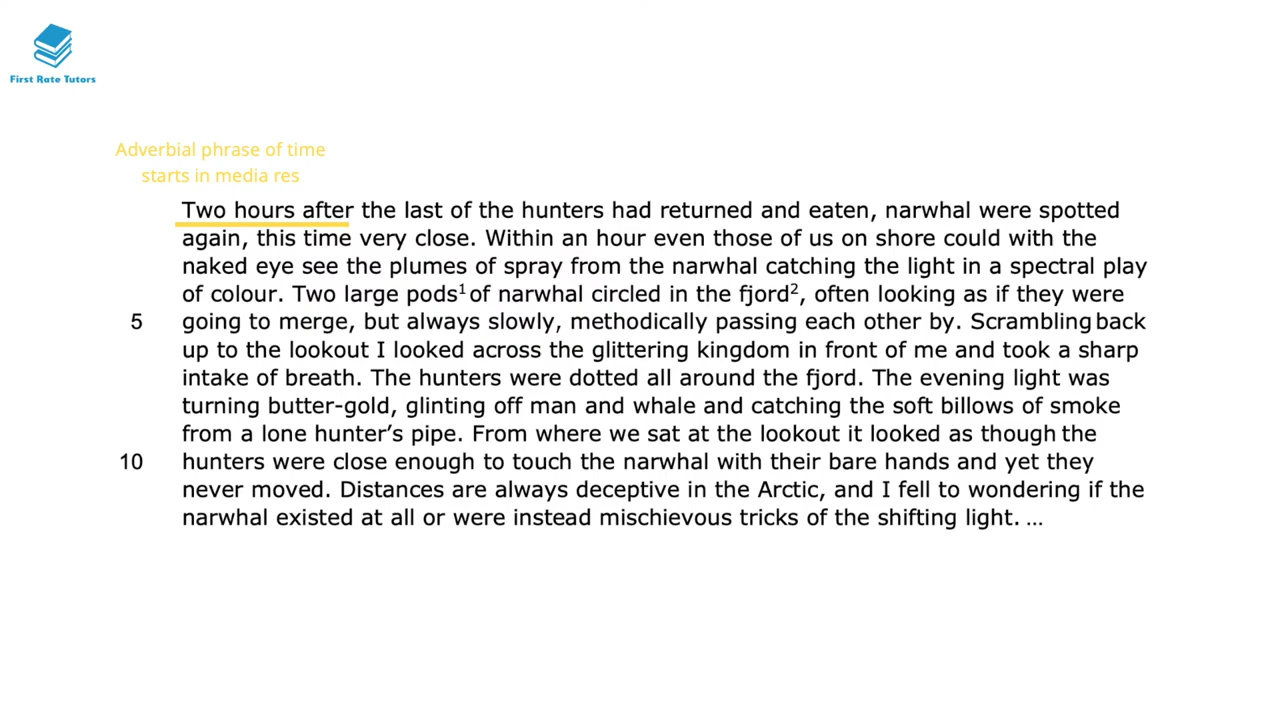 First Rate Tutors
Adverbial phrase of time
starts in media res
Two hours after the last of the hunters had returned and eaten, narwhal were spotted
again, this time very close. Within an hour even those of us on shore could with the
naked eye see the plumes of spray from the narwhal catching the light in a spectral play
of colour. Two large pods¹ of narwhal circled in the fjord², often looking as if they were
5 going to merge, but always slowly, methodically passing each other by. Scrambling back
up to the lookout I looked across the glittering kingdom in front of me and took a sharp
intake of breath. The hunters were dotted all around the fjord. The evening light was
turning butter-gold, glinting off man and whale and catching the soft billows of smoke
from a lone hunter’s pipe. From where we sat at the lookout it looked as though the
10 hunters were close enough to touch the narwhal with their bare hands and yet they
never moved. Distances are always deceptive in the Arctic, and I fell to wondering if the
narwhal existed at all or were instead mischievous tricks of the shifting light. ...